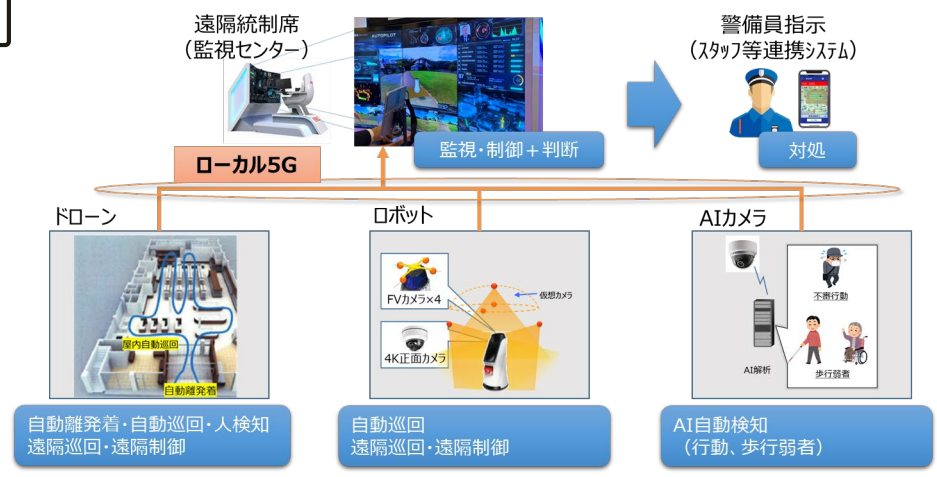 遠隔統制席
（監視センター）
AUTOPILOT
警備員指示
（スタッフ等連携システム）
監視・制御＋判断
対処
ローカル5G
ドローン
ロボット
AIカメラ
屋内自動巡回
自動離発着
FVカメラ×4
仮想カメラ
4K正面カメラ
不審行動
AI解析
歩行弱者
自動離発着・自動巡回・人検知
遠隔巡回・遠隔制御
自動巡回
遠隔巡回・遠隔制御
AI自動検知
（行動、歩行弱者）